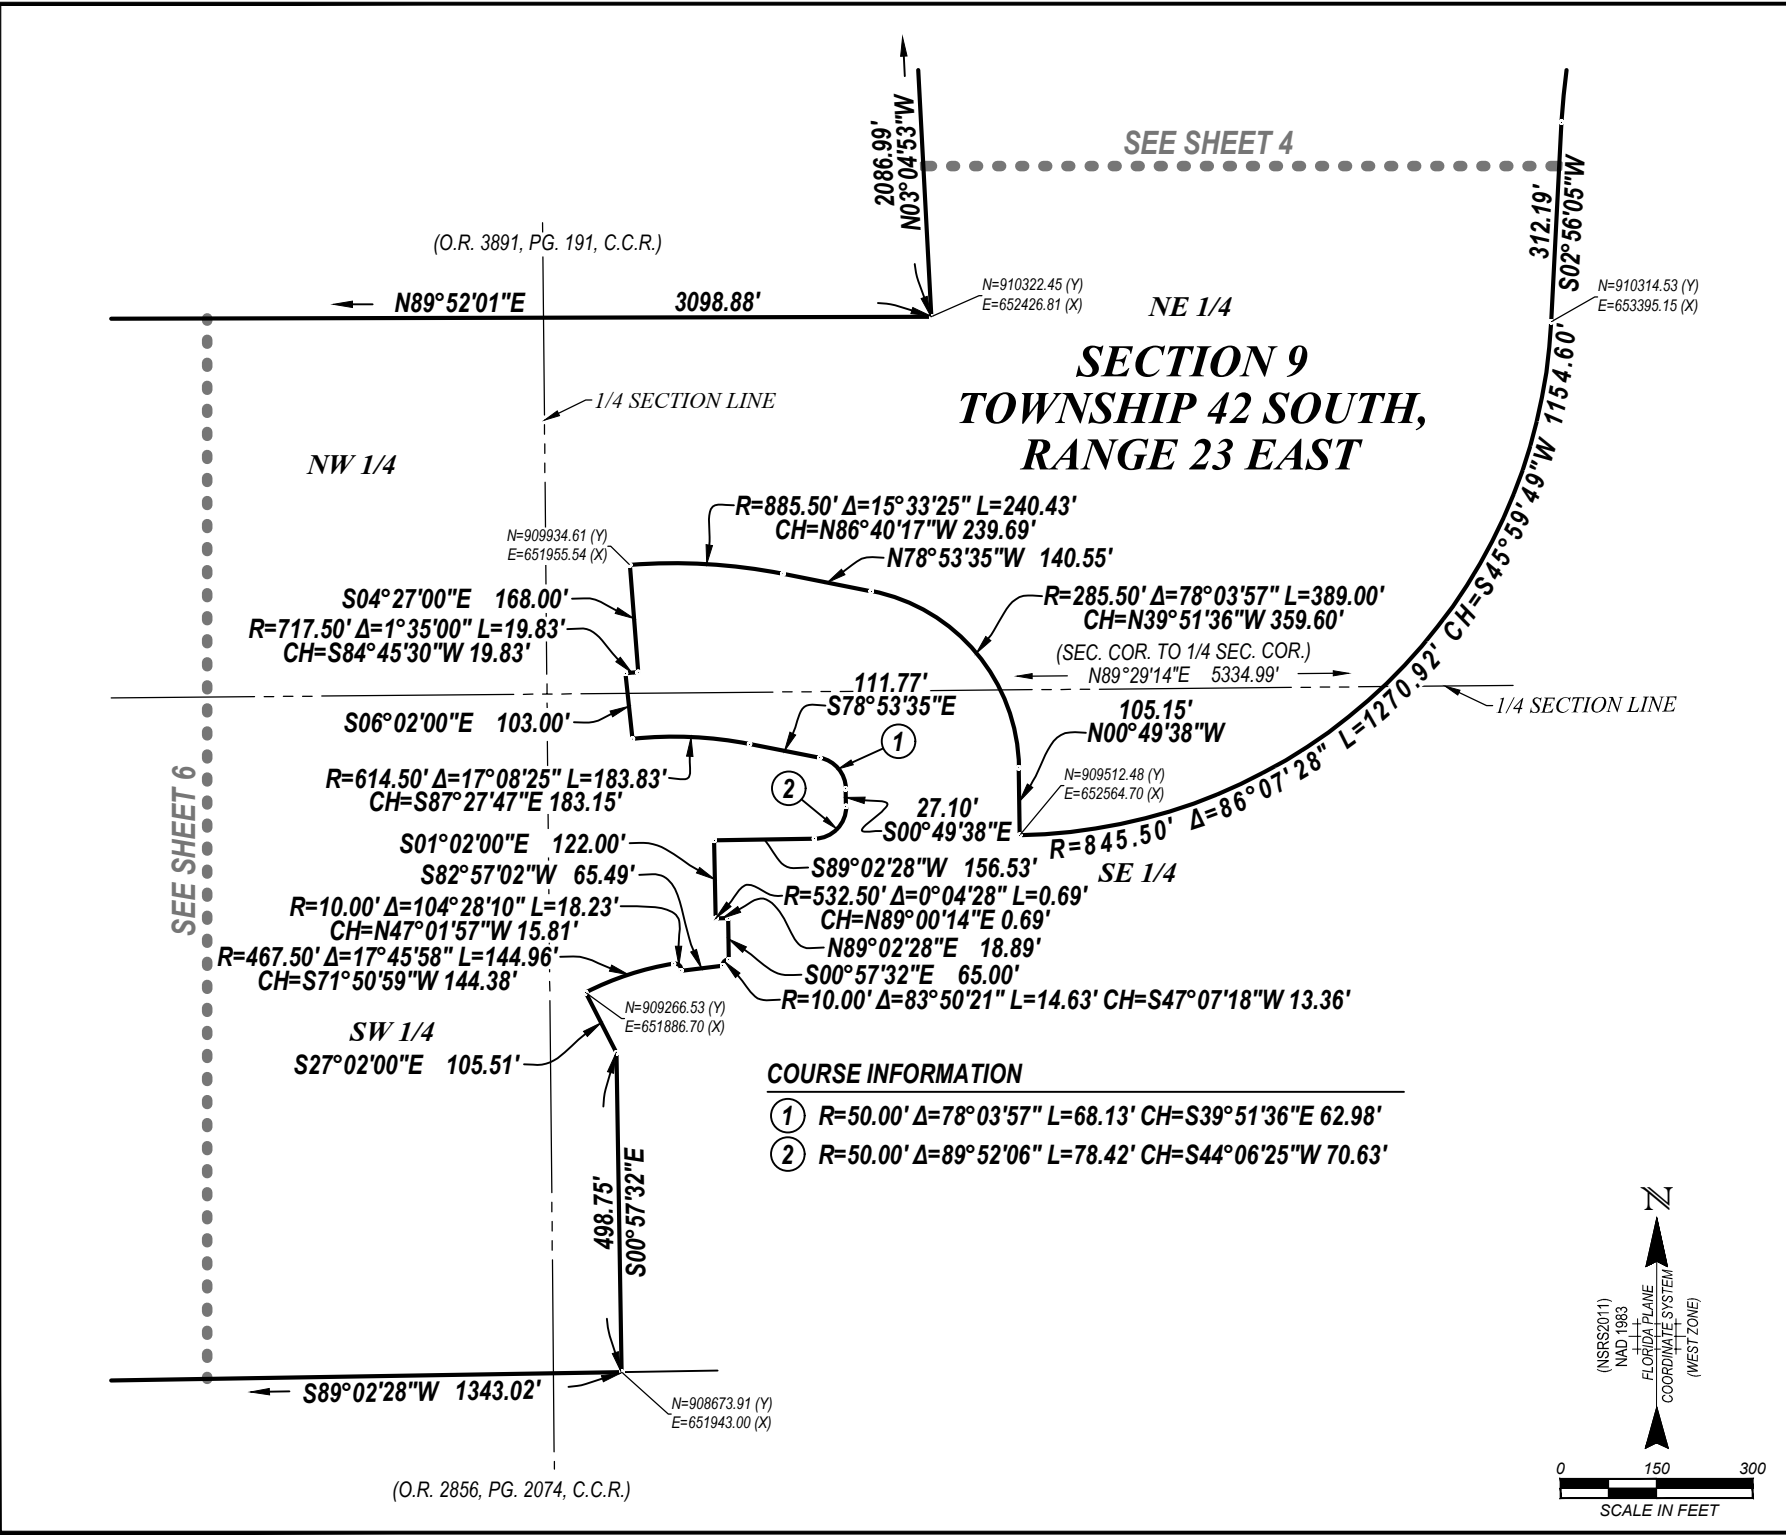 2086.99'
N03°04'53"W
SEE SHEET 4
312.19'
S02°56'05"W
(O.R. 3891, PG. 191, C.C.R.)
N89°52'01"E 3098.88'
N=910322.45 (Y)
E=652426.81 (X)
NE 1/4
N=910314.53 (Y)
E=653395.15 (X)
SECTION 9
TOWNSHIP 42 SOUTH,
RANGE 23 EAST
1/4 SECTION LINE
NW 1/4
R=885.50' Δ=15°33'25" L=240.43'
CH=N86°40'17"W 239.69'
N=909934.61 (Y)
E=651955.54 (X)
N78°53'35"W 140.55'
S04°27'00"E 168.00'
R=717.50' Δ=1°35'00" L=19.83'
CH=S84°45'30"W 19.83'
R=285.50' Δ=78°03'57" L=389.00'
CH=N39°51'36"W 359.60'
(SEC. COR. TO 1/4 SEC. COR.)
N89°29'14"E 5334.99'
111.77'
S78°53'35"E
S06°02'00"E 103.00'
105.15'
N00°49'38"W
1/4 SECTION LINE
1
R=614.50' Δ=17°08'25" L=183.83'
CH=S87°27'47"E 183.15'
2
N=909512.48 (Y)
E=652564.70 (X)
27.10'
S00°49'38"E
R=845.50' Δ=86°07'28" L=1270.92' CH=S45°59'49"W 1154.60'
SE 1/4
SEE SHEET 6
S01°02'00"E 122.00'
S89°02'28"W 156.53'
S82°57'02"W 65.49'
R=532.50' Δ=0°04'28" L=0.69'
CH=N89°00'14"E 0.69'
R=10.00' Δ=104°28'10" L=18.23'
CH=N47°01'57"W 15.81'
N89°02'28"E 18.89'
R=467.50' Δ=17°45'58" L=144.96'
CH=S71°50'59"W 144.38'
S00°57'32"E 65.00'
R=10.00' Δ=83°50'21" L=14.63' CH=S47°07'18"W 13.36'
N=909266.53 (Y)
E=651886.70 (X)
SW 1/4
S27°02'00"E 105.51'
COURSE INFORMATION
1 R=50.00' Δ=78°03'57" L=68.13' CH=S39°51'36"E 62.98'
2 R=50.00' Δ=89°52'06" L=78.42' CH=S44°06'25"W 70.63'
498.75'
S00°57'32"E
S89°02'28"W 1343.02'
N=908673.91 (Y)
E=651943.00 (X)
(O.R. 2856, PG. 2074, C.C.R.)
N
(NSRS2011)
NAD 1983
FLORIDA PLANE
COORDINATE SYSTEM
(WEST ZONE)
0 150 300
SCALE IN FEET